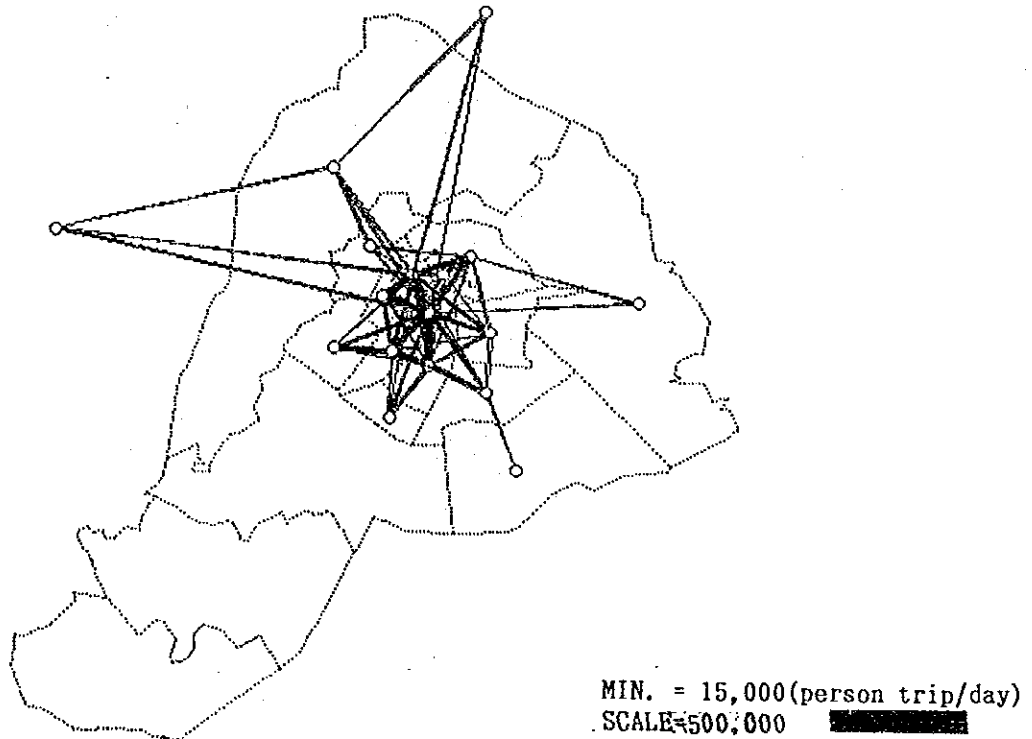 MIN. = 15,000(person trip/day)
SCALE=500,000